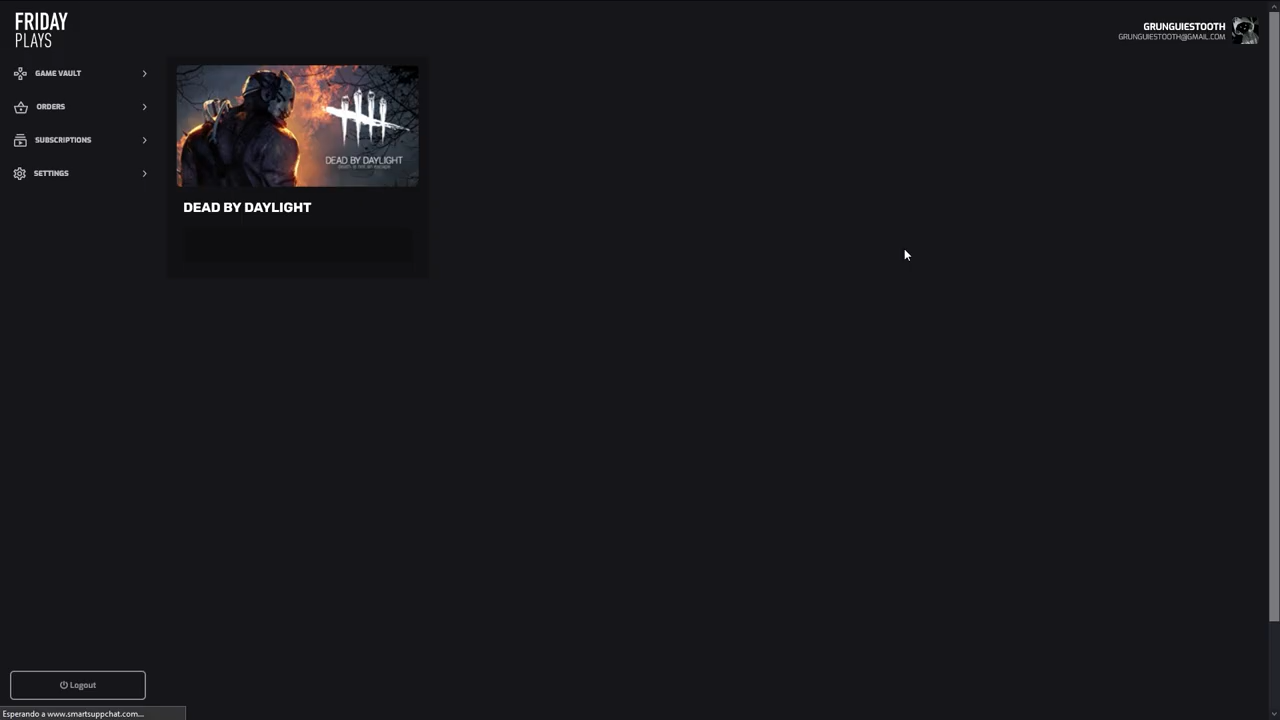 FRIDAY
PLAYS
GRUNGUIESTOOTH
GRUNGUIESTOOTH@GMAIL.COM
GAME VAULT
ORDERS
SUBSCRIPTIONS
SETTINGS
DEAD BY DAYLIGHT
DEAD BY DAYLIGHT
Logout
Esperando a www.smartsuppchat.com...